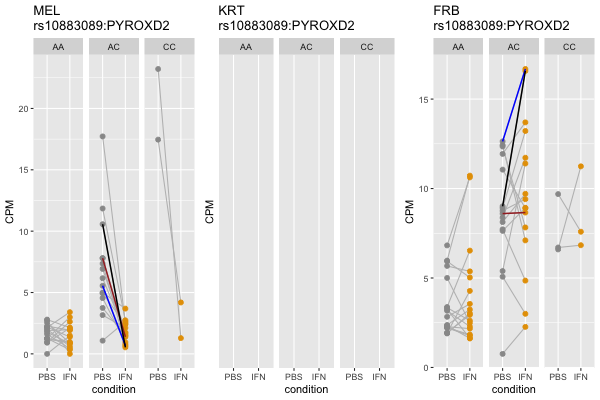 MEL
rs10883089:PYROXD2
AA AC CC
CPM
20
15
10
5
0
PBS IFN PBS IFN PBS IFN
condition
KRT
rs10883089:PYROXD2
AA AC CC
CPM
PBS IFN PBS IFN PBS IFN
condition
FRB
rs10883089:PYROXD2
AA AC CC
CPM
15
10
5
0
PBS IFN PBS IFN PBS IFN
condition